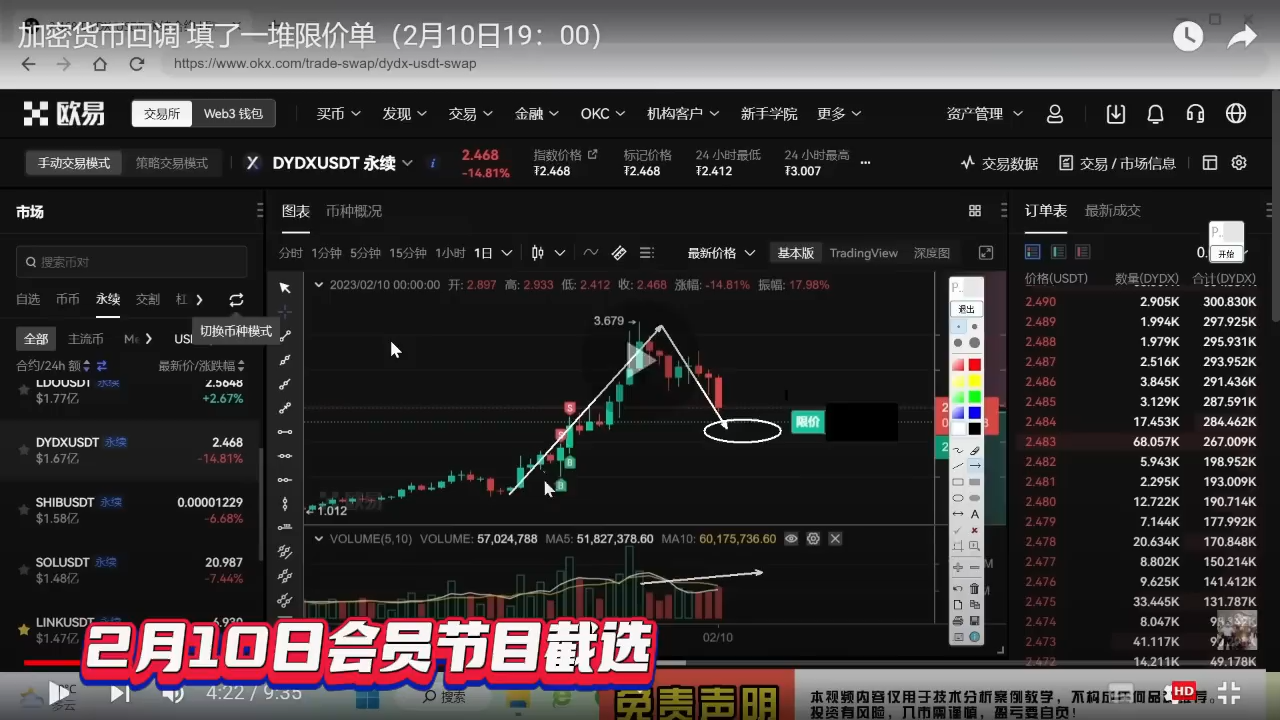 加密货币回调 填了一堆限价单（2月10日19：00）
https://www.okx.com/trade-swap/dydx-usdt-swap
欧易 交易所 Web3 钱包 买币 发现 交易 金融 OKC 机构客户 新手学院 更多 资产管理
手动交易模式 策略交易模式 X DYDXUSDT 永续 i 2.468 -14.81% 指数价格 ₮2.468 标记价格 ₮2.468 24 小时最低 ₮2.412 24 小时最高 ₮3.007 ... 交易数据 交易 / 市场信息
市场
搜索币对
自选 币币 永续 交割 杠
切换币种模式
全部 主流币 Me USI
合约/24h 额 最新价/涨跌幅
LDOUSDT 永续 2.5648
$1.77亿 +2.67%
DYDXUSDT 永续 2.468
$1.67亿 -14.81%
SHIBUSDT 永续 0.00001229
$1.58亿 -6.68%
SOLUSDT 永续 20.987
$1.48亿 -7.44%
LINKUSDT 6.930
$1.47亿
图表 币种概况
分时 1分钟 5分钟 15分钟 1小时 1日 最新价格 基本版 TradingView 深度图
2023/02/10 00:00:00 开: 2.897 高: 2.933 低: 2.412 收: 2.468 涨幅: -14.81% 振幅: 17.98%
3.679
S
B
B
限价
1.012
VOLUME(5,10) VOLUME: 57,024,788 MA5: 51,827,378.60 MA10: 60,175,736.60
02/10
P..
退出
A
订单表 最新成交
P..
开始
0.
价格(USDT) 数量(DYDX) 合计(DYDX)
2.490 2.905K 300.830K
2.489 1.994K 297.925K
2.488 1.979K 295.931K
2.487 2.516K 293.952K
2.486 3.845K 291.436K
2.485 3.129K 287.591K
2.484 17.453K 284.462K
2.483 68.057K 267.009K
2.482 5.943K 198.952K
2.481 2.295K 193.009K
2.480 12.722K 190.714K
2.479 7.144K 177.992K
2.478 20.634K 170.848K
2.477 8.802K 150.214K
2.476 9.625K 141.412K
2.475 33.445K 131.787K
2.474 8.047K
2.473 41.117K
2.472 14.211K 49.178K
2月10日会员节目截选
4:22 / 9:35
搜索
免责声明
本视频内容仅用于技术分析案例教学，不构成任何品
投资有风险，入市需谨慎，盈亏要自负！
HD